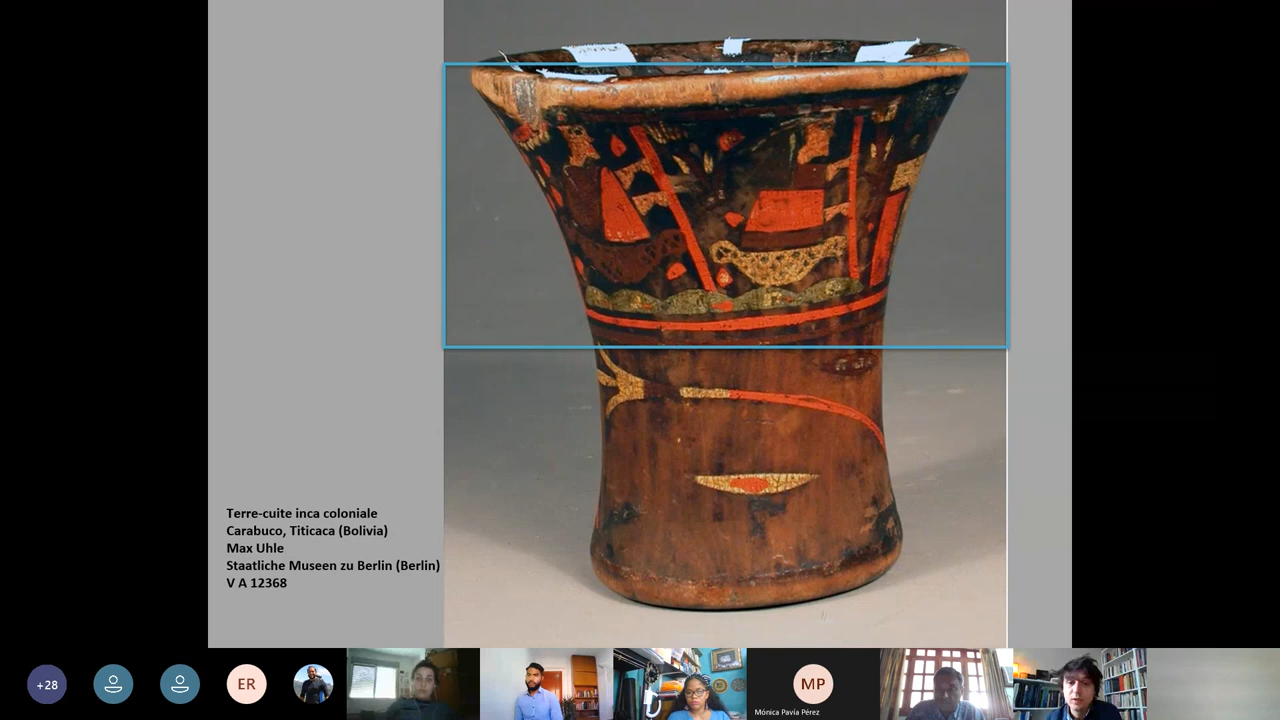 Terre-cuite inca coloniale
Carabuco, Titicaca (Bolivia)
Max Uhle
Staatliche Museen zu Berlin (Berlin)
V A 12368
+28
ER
MP
Mónica Pavía Pérez